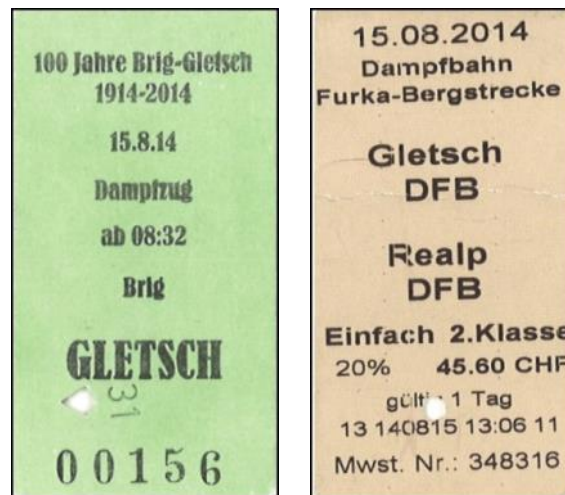 100 Jahre Brig-Gletsch
1914-2014
15.8.14
Dampfzug
ab 08:32
Brig
GLETSCH
31
00156
15.08.2014
Dampfbahn
Furka-Bergstrecke
Gletsch
DFB
Realp
DFB
Einfach 2.Klasse
20% 45.60 CHF
1 Tag
13 140815 13:06 11
Mwst. Nr.: 348316